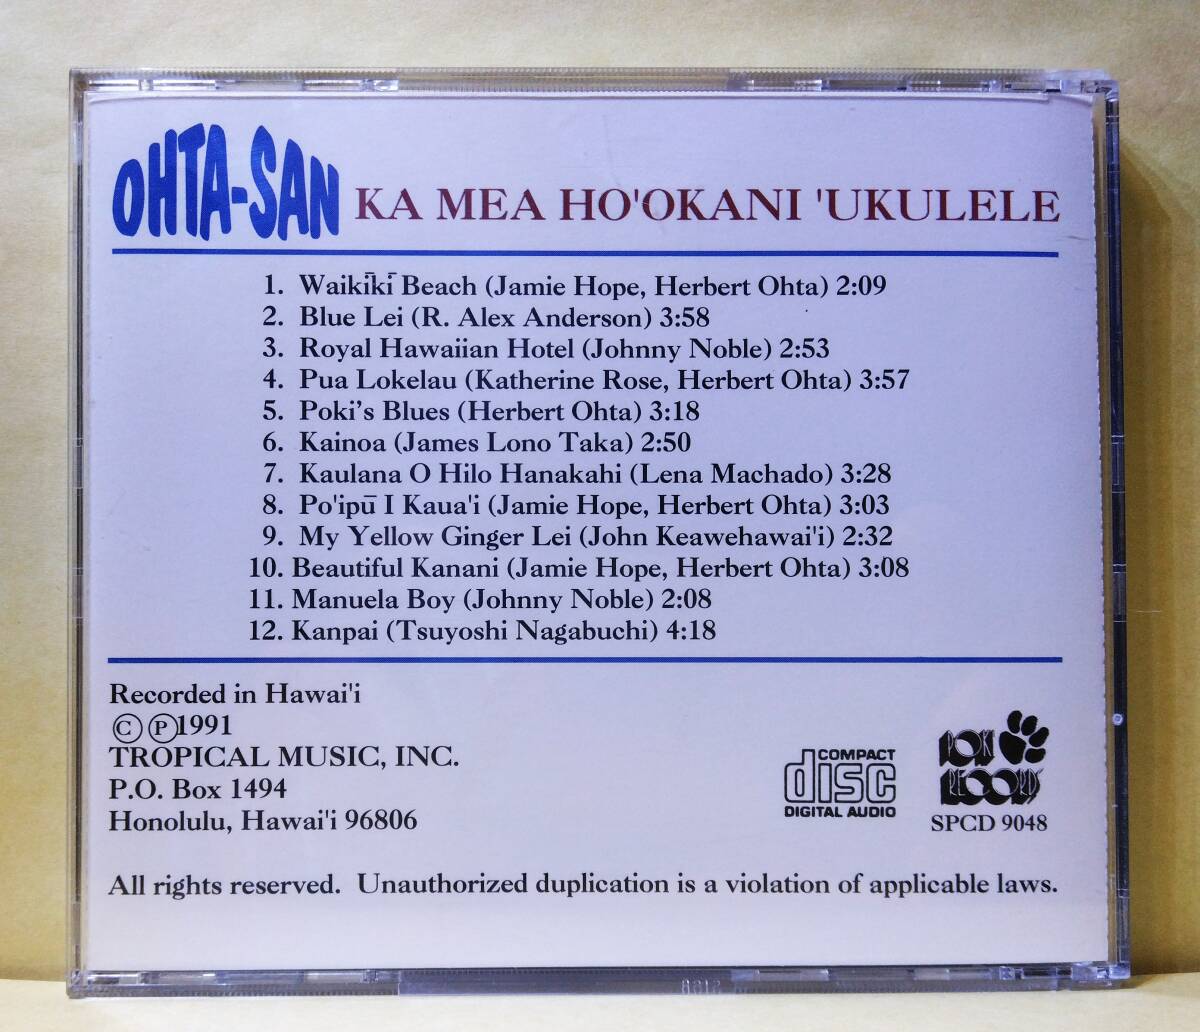 OHTA-SAN KA MEA HO'OKANI 'UKULELE
1. Waikīkī Beach (Jamie Hope, Herbert Ohta) 2:09
2. Blue Lei (R. Alex Anderson) 3:58
3. Royal Hawaiian Hotel (Johnny Noble) 2:53
4. Pua Lokelau (Katherine Rose, Herbert Ohta) 3:57
5. Poki's Blues (Herbert Ohta) 3:18
6. Kainoa (James Lono Taka) 2:50
7. Kaulana O Hilo Hanakahi (Lena Machado) 3:28
8. Po'ipū I Kaua'i (Jamie Hope, Herbert Ohta) 3:03
9. My Yellow Ginger Lei (John Keawehawai'i) 2:32
10. Beautiful Kanani (Jamie Hope, Herbert Ohta) 3:08
11. Manuela Boy (Johnny Noble) 2:08
12. Kanpai (Tsuyoshi Nagabuchi) 4:18
Recorded in Hawai'i
Ⓒ Ⓟ1991
TROPICAL MUSIC, INC.
P.O. Box 1494
Honolulu, Hawai'i 96806
COMPACT
disc
DIGITAL AUDIO
POKI
RECORDS
SPCD 9048
All rights reserved. Unauthorized duplication is a violation of applicable laws.